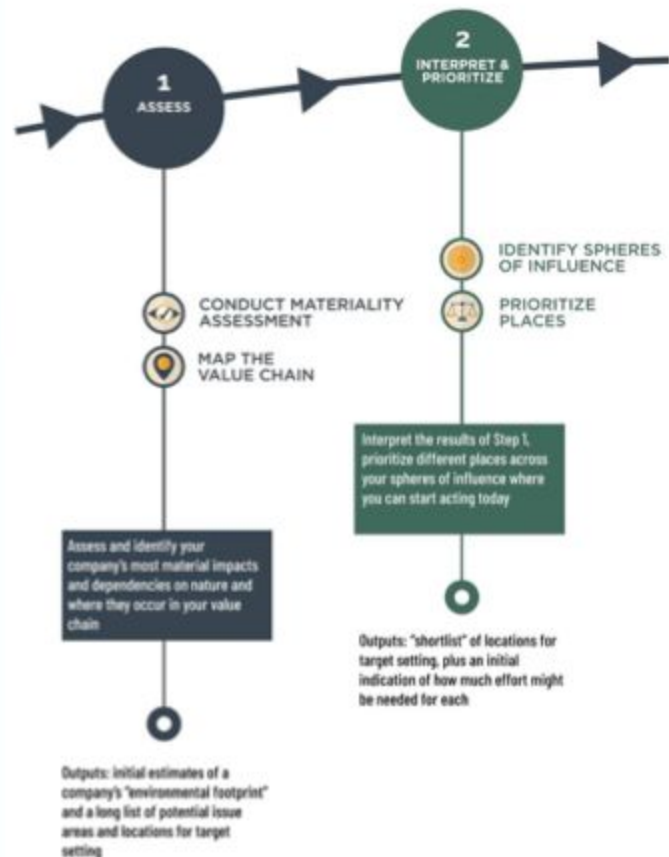 1
ASSESS
CONDUCT MATERIALITY
ASSESSMENT
MAP THE
VALUE CHAIN
Assess and identify your
company's most material impacts
and dependencies on nature and
where they occur in your value
chain
Outputs: initial estimates of a
company's "environmental footprint"
and a long list of potential issue
areas and locations for target
setting
2
INTERPRET &
PRIORITIZE
IDENTIFY SPHERES
OF INFLUENCE
PRIORITIZE
PLACES
Interpret the results of Step 1,
prioritize different places across
your spheres of influence where
you can start acting today
Outputs: "shortlist" of locations for
target setting, plus an initial
indication of how much effort might
be needed for each